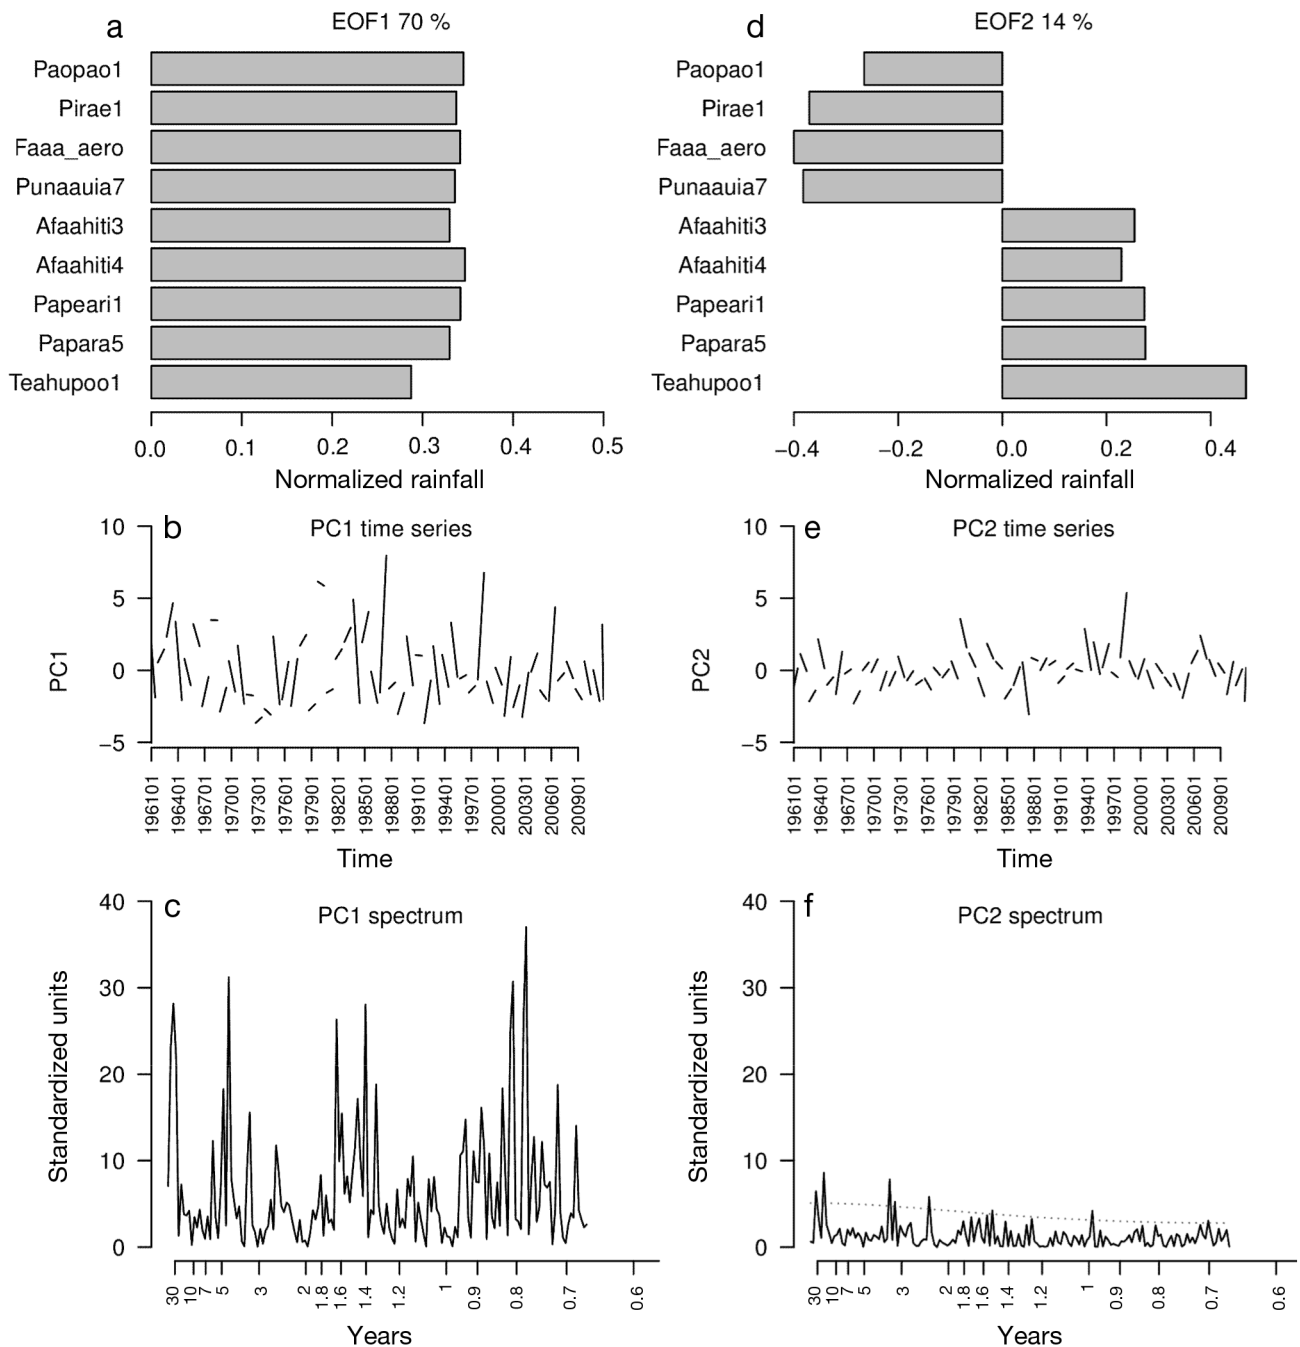 a
EOF1 70 %
Paopao1
Pirae1
Faaa_aero
Punaauia7
Afaahiti3
Afaahiti4
Papeari1
Papara5
Teahupoo1
0.0 0.1 0.2 0.3 0.4 0.5
Normalized rainfall
d
EOF2 14 %
Paopao1
Pirae1
Faaa_aero
Punaauia7
Afaahiti3
Afaahiti4
Papeari1
Papara5
Teahupoo1
−0.4 −0.2 0.0 0.2 0.4
Normalized rainfall
b
PC1 time series
PC1
10
5
0
−5
196101 196401 196701 197001 197301 197601 197901 198201 198501 198801 199101 199401 199701 200001 200301 200601 200901
Time
e
PC2 time series
PC2
10
5
0
−5
196101 196401 196701 197001 197301 197601 197901 198201 198501 198801 199101 199401 199701 200001 200301 200601 200901
Time
c
PC1 spectrum
Standardized units
40
30
20
10
0
30 10 7 5 3 2 1.8 1.6 1.4 1.2 1 0.9 0.8 0.7 0.6
Years
f
PC2 spectrum
Standardized units
40
30
20
10
0
30 10 7 5 3 2 1.8 1.6 1.4 1.2 1 0.9 0.8 0.7 0.6
Years